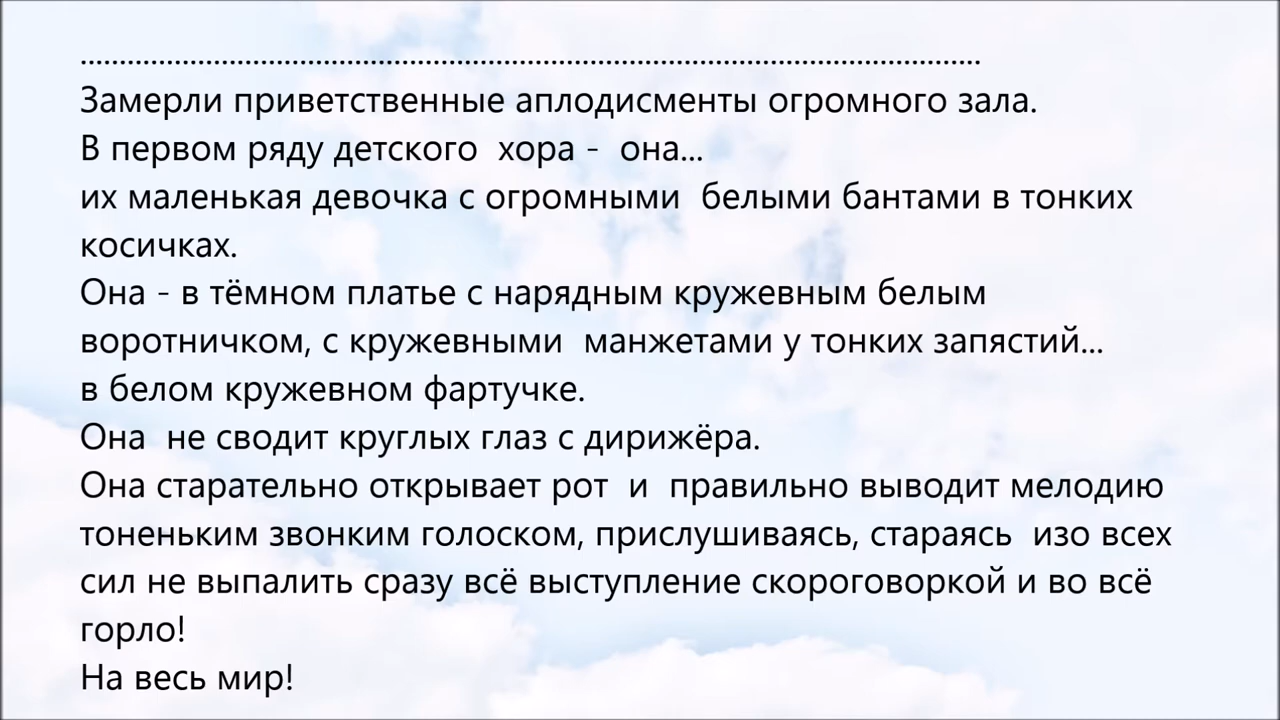 ....................................................................................................................
Замерли приветственные аплодисменты огромного зала.
В первом ряду детского  хора -  она...
их маленькая девочка с огромными  белыми бантами в тонких
косичках.
Она - в тёмном платье с нарядным кружевным белым
воротничком, с кружевными  манжетами у тонких запястий...
в белом кружевном фартучке.
Она  не сводит круглых глаз с дирижёра.
Она старательно открывает рот  и  правильно выводит мелодию
тоненьким звонким голоском, прислушиваясь, стараясь  изо всех
сил не выпалить сразу всё выступление скороговоркой и во всё
горло!
На весь мир!